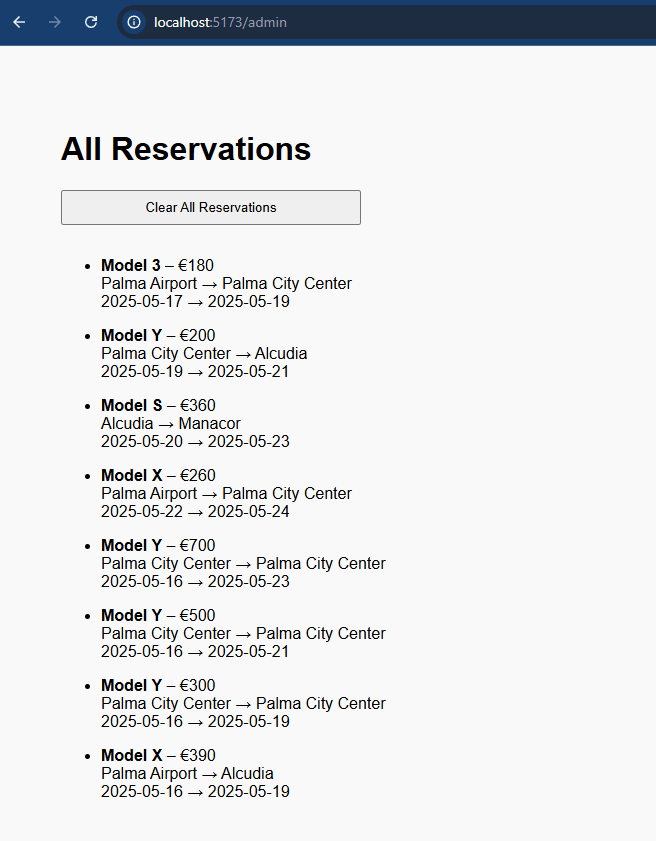 localhost:5173/admin
All Reservations
Clear All Reservations
Model 3 – €180
Palma Airport → Palma City Center
2025-05-17 → 2025-05-19
Model Y – €200
Palma City Center → Alcudia
2025-05-19 → 2025-05-21
Model S – €360
Alcudia → Manacor
2025-05-20 → 2025-05-23
Model X – €260
Palma Airport → Palma City Center
2025-05-22 → 2025-05-24
Model Y – €700
Palma City Center → Palma City Center
2025-05-16 → 2025-05-23
Model Y – €500
Palma City Center → Palma City Center
2025-05-16 → 2025-05-21
Model Y – €300
Palma City Center → Palma City Center
2025-05-16 → 2025-05-19
Model X – €390
Palma Airport → Alcudia
2025-05-16 → 2025-05-19